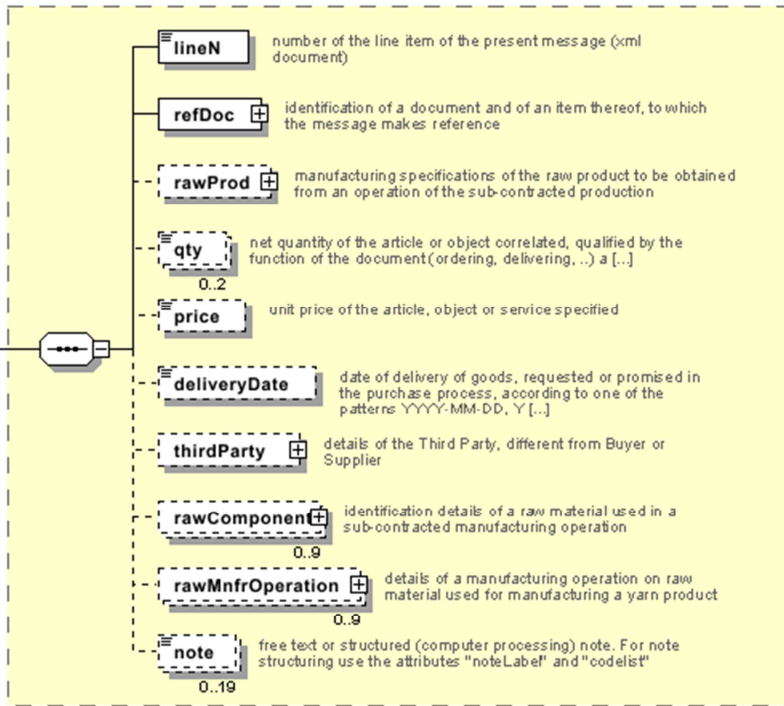 lineN
number of the line item of the present message (xml
document)
refDoc
identification of a document and of an item thereof, to which
the message makes reference
rawProd
manufacturing specifications of the raw product to be obtained
from an operation of the sub-contracted production
qty
net quantity of the article or object correlated, qualified by the
function of the document(ordering, delivering, ..) a [...]
0..2
price
unit price of the article, object or service specified
deliveryDate
date of delivery of goods, requested or promised in
the purchase process, according to one of the
patterns YYYY-MM-DD, Y [...]
thirdParty
details of the Third Party, different from Buyer or
Supplier
rawComponent
identification details of a raw material used in a
sub-contracted manufacturing operation
0..9
rawMnfrOperation
details of a manufacturing operation on raw
material used for manufacturing a yarn product
0..9
note
free text or structured (computer processing) note. For note
structuring use the attributes "noteLabel" and "codelist"
0..19